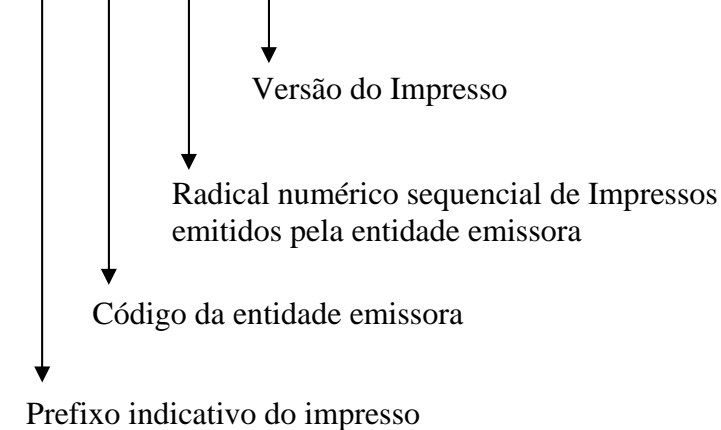 Versão do Impresso
Radical numérico sequencial de Impressos
emitidos pela entidade emissora
Código da entidade emissora
Prefixo indicativo do impresso